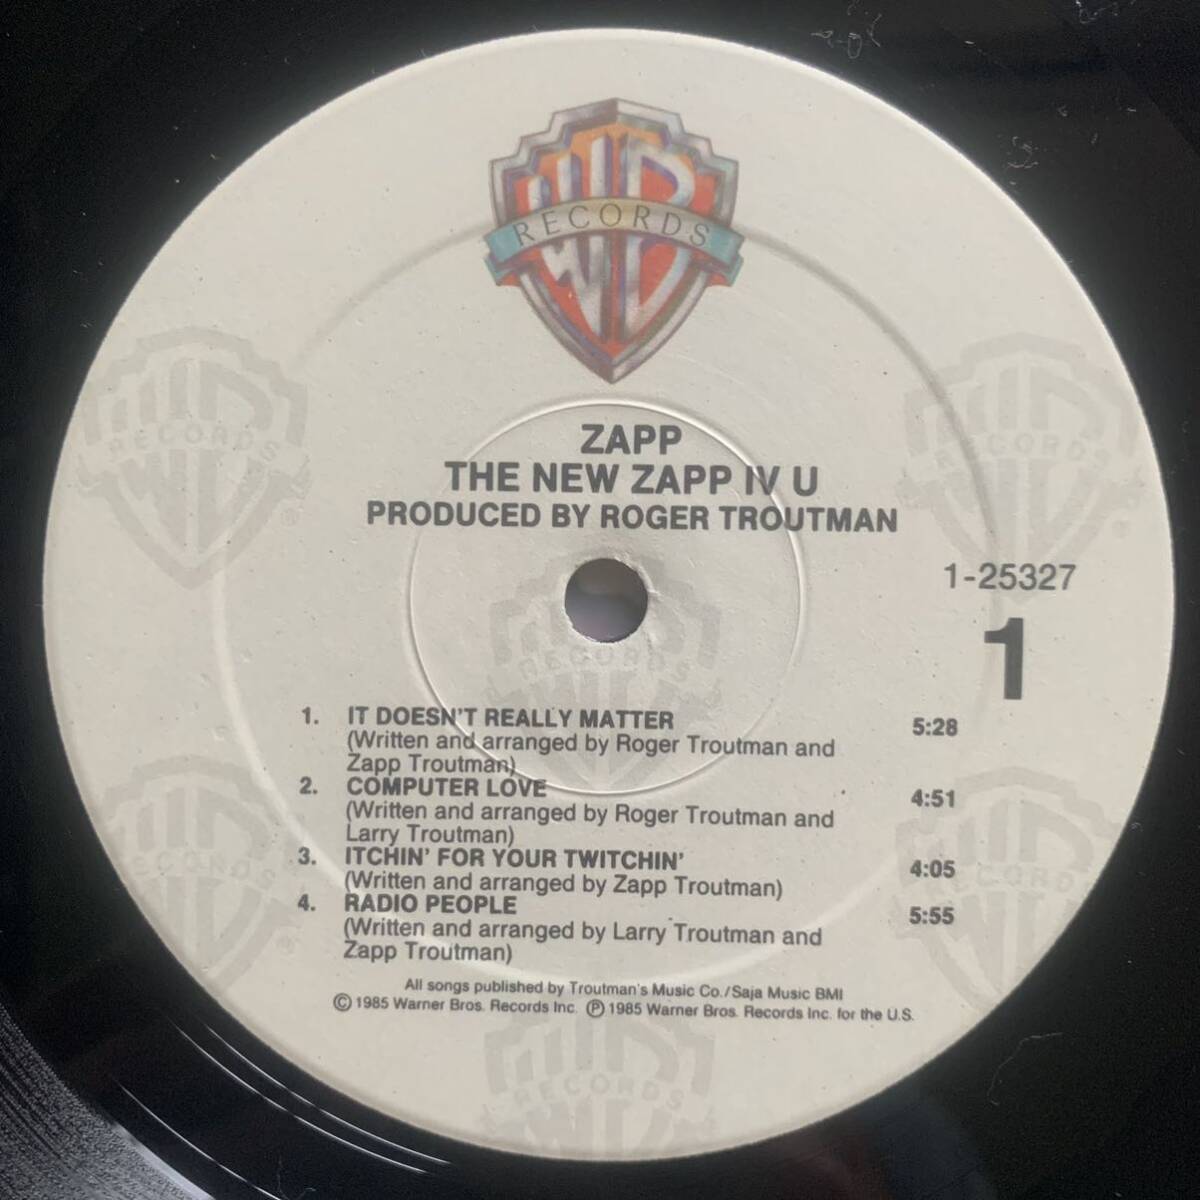 WB
RECORDS
ZAPP
THE NEW ZAPP IV U
PRODUCED BY ROGER TROUTMAN
1-25327
1
1. IT DOESN'T REALLY MATTER 5:28
(Written and arranged by Roger Troutman and
Zapp Troutman)
2. COMPUTER LOVE 4:51
(Written and arranged by Roger Troutman and
Larry Troutman)
3. ITCHIN' FOR YOUR TWITCHIN' 4:05
(Written and arranged by Zapp Troutman)
4. RADIO PEOPLE 5:55
(Written and arranged by Larry Troutman and
Zapp Troutman)
All songs published by Troutman's Music Co./Saja Music BMI
Ⓒ 1985 Warner Bros. Records Inc. Ⓟ 1985 Warner Bros. Records Inc. for the U.S.